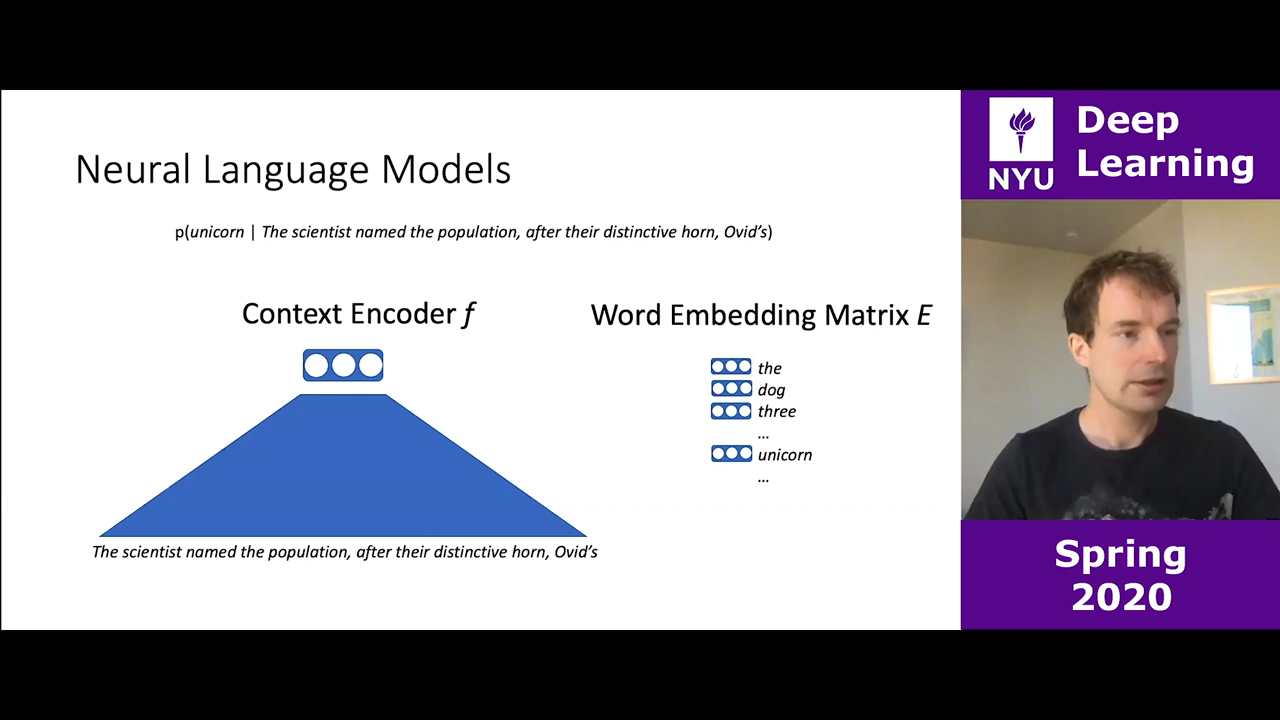 Neural Language Models
p(unicorn | The scientist named the population, after their distinctive horn, Ovid’s)
Context Encoder f
The scientist named the population, after their distinctive horn, Ovid’s
Word Embedding Matrix E
the
dog
three
...
unicorn
...
NYU
Deep
Learning
Spring
2020